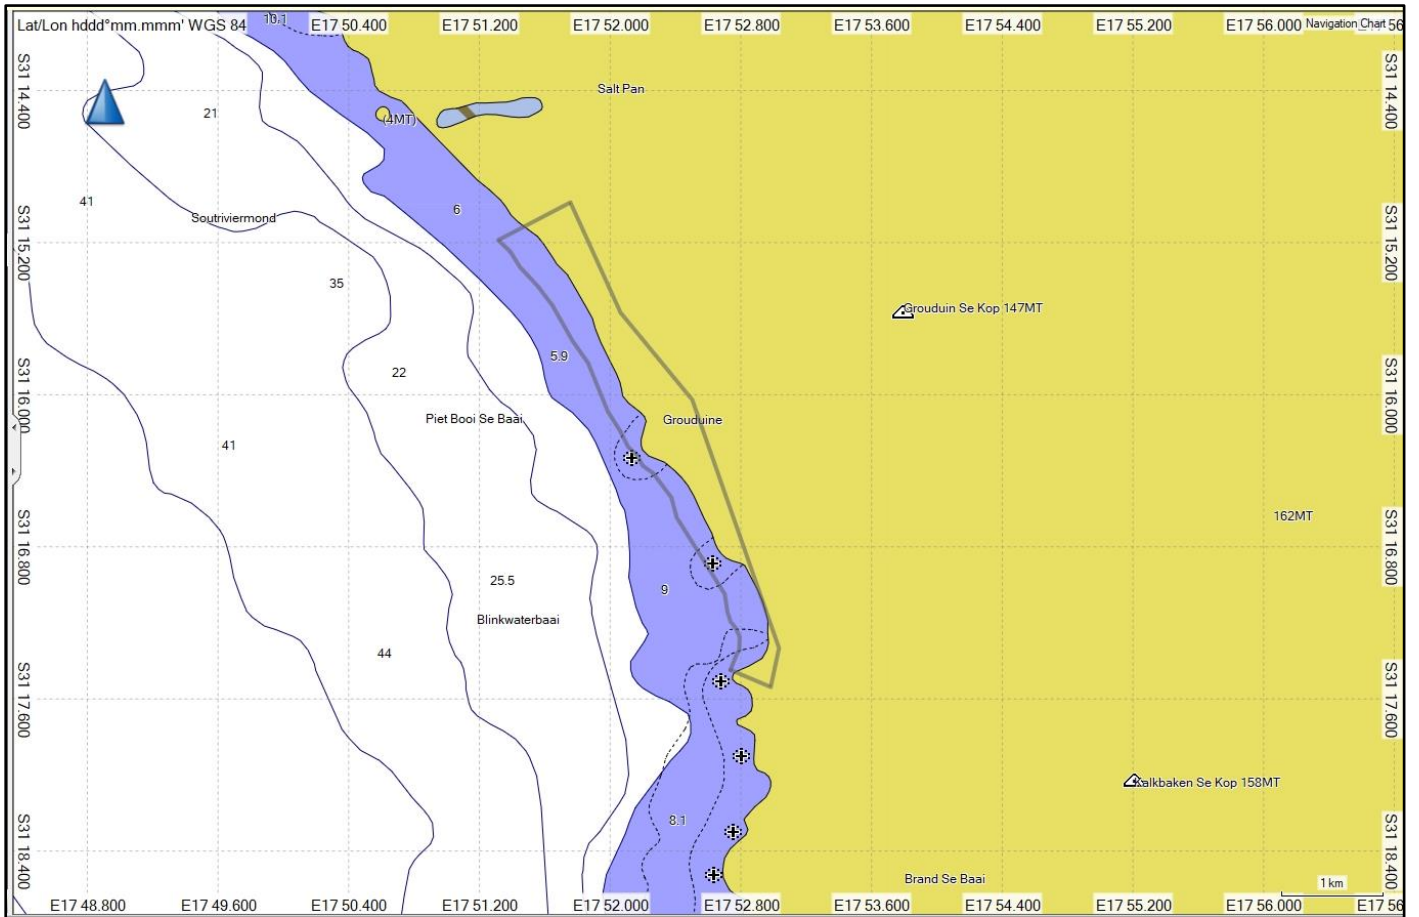 Lat/Lon hddd°mm.mmm' WGS 84
10.1
E17 50.400
E17 51.200
E17 52.000
E17 52.800
E17 53.600
E17 54.400
E17 55.200
E17 56.000
Navigation Chart
S31 14.400
S31 14.400
Salt Pan
21
(4MT)
41
6
Soutriviermond
S31 15.200
S31 15.200
35
Grouduin Se Kop 147MT
5.9
22
S31 16.000
S31 16.000
Piet Booi Se Baai
Grouduine
41
162MT
S31 16.800
S31 16.800
25.5
9
Blinkwaterbaai
44
S31 17.600
S31 17.600
Kalkbaken Se Kop 158MT
8.1
S31 18.400
S31 18.400
Brand Se Baai
1 km
E17 48.800
E17 49.600
E17 50.400
E17 51.200
E17 52.000
E17 52.800
E17 53.600
E17 54.400
E17 55.200
E17 56.000